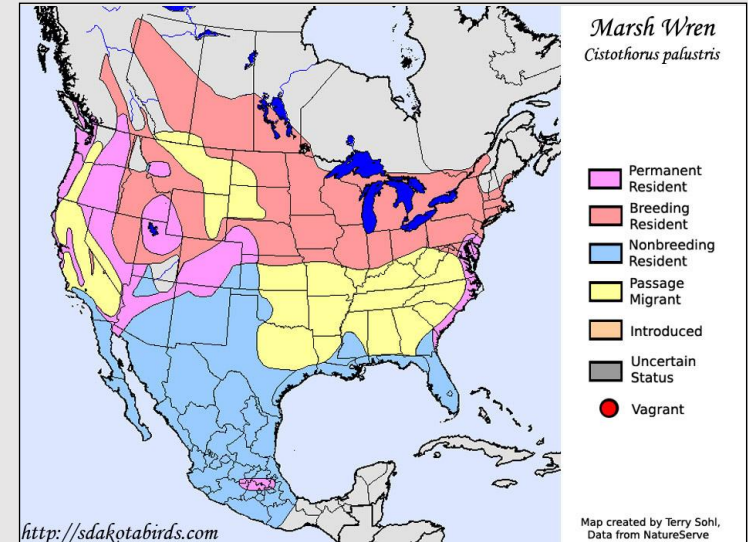 Marsh Wren
Cistothorus palustris
Permanent
Resident
Breeding
Resident
Nonbreeding
Resident
Passage
Migrant
Introduced
Uncertain
Status
Vagrant
http://sdakotabirds.com
Map created by Terry Sohl,
Data from NatureServe